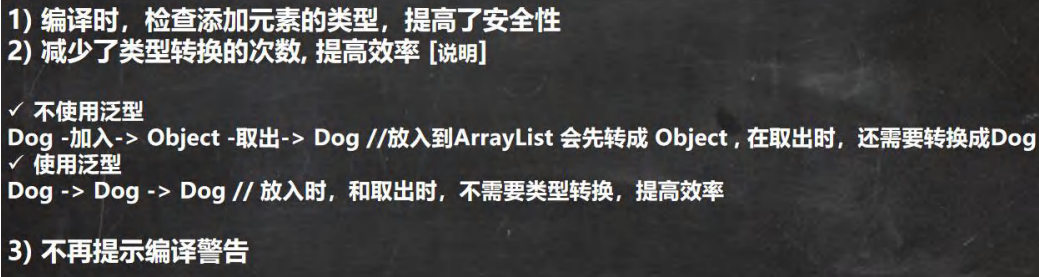 1) 编译时，检查添加元素的类型，提高了安全性
2) 减少了类型转换的次数, 提高效率 [说明]
✓ 不使用泛型
Dog -加入-> Object -取出-> Dog //放入到ArrayList 会先转成 Object , 在取出时，还需要转换成Dog
✓ 使用泛型
Dog -> Dog -> Dog // 放入时，和取出时，不需要类型转换，提高效率
3) 不再提示编译警告